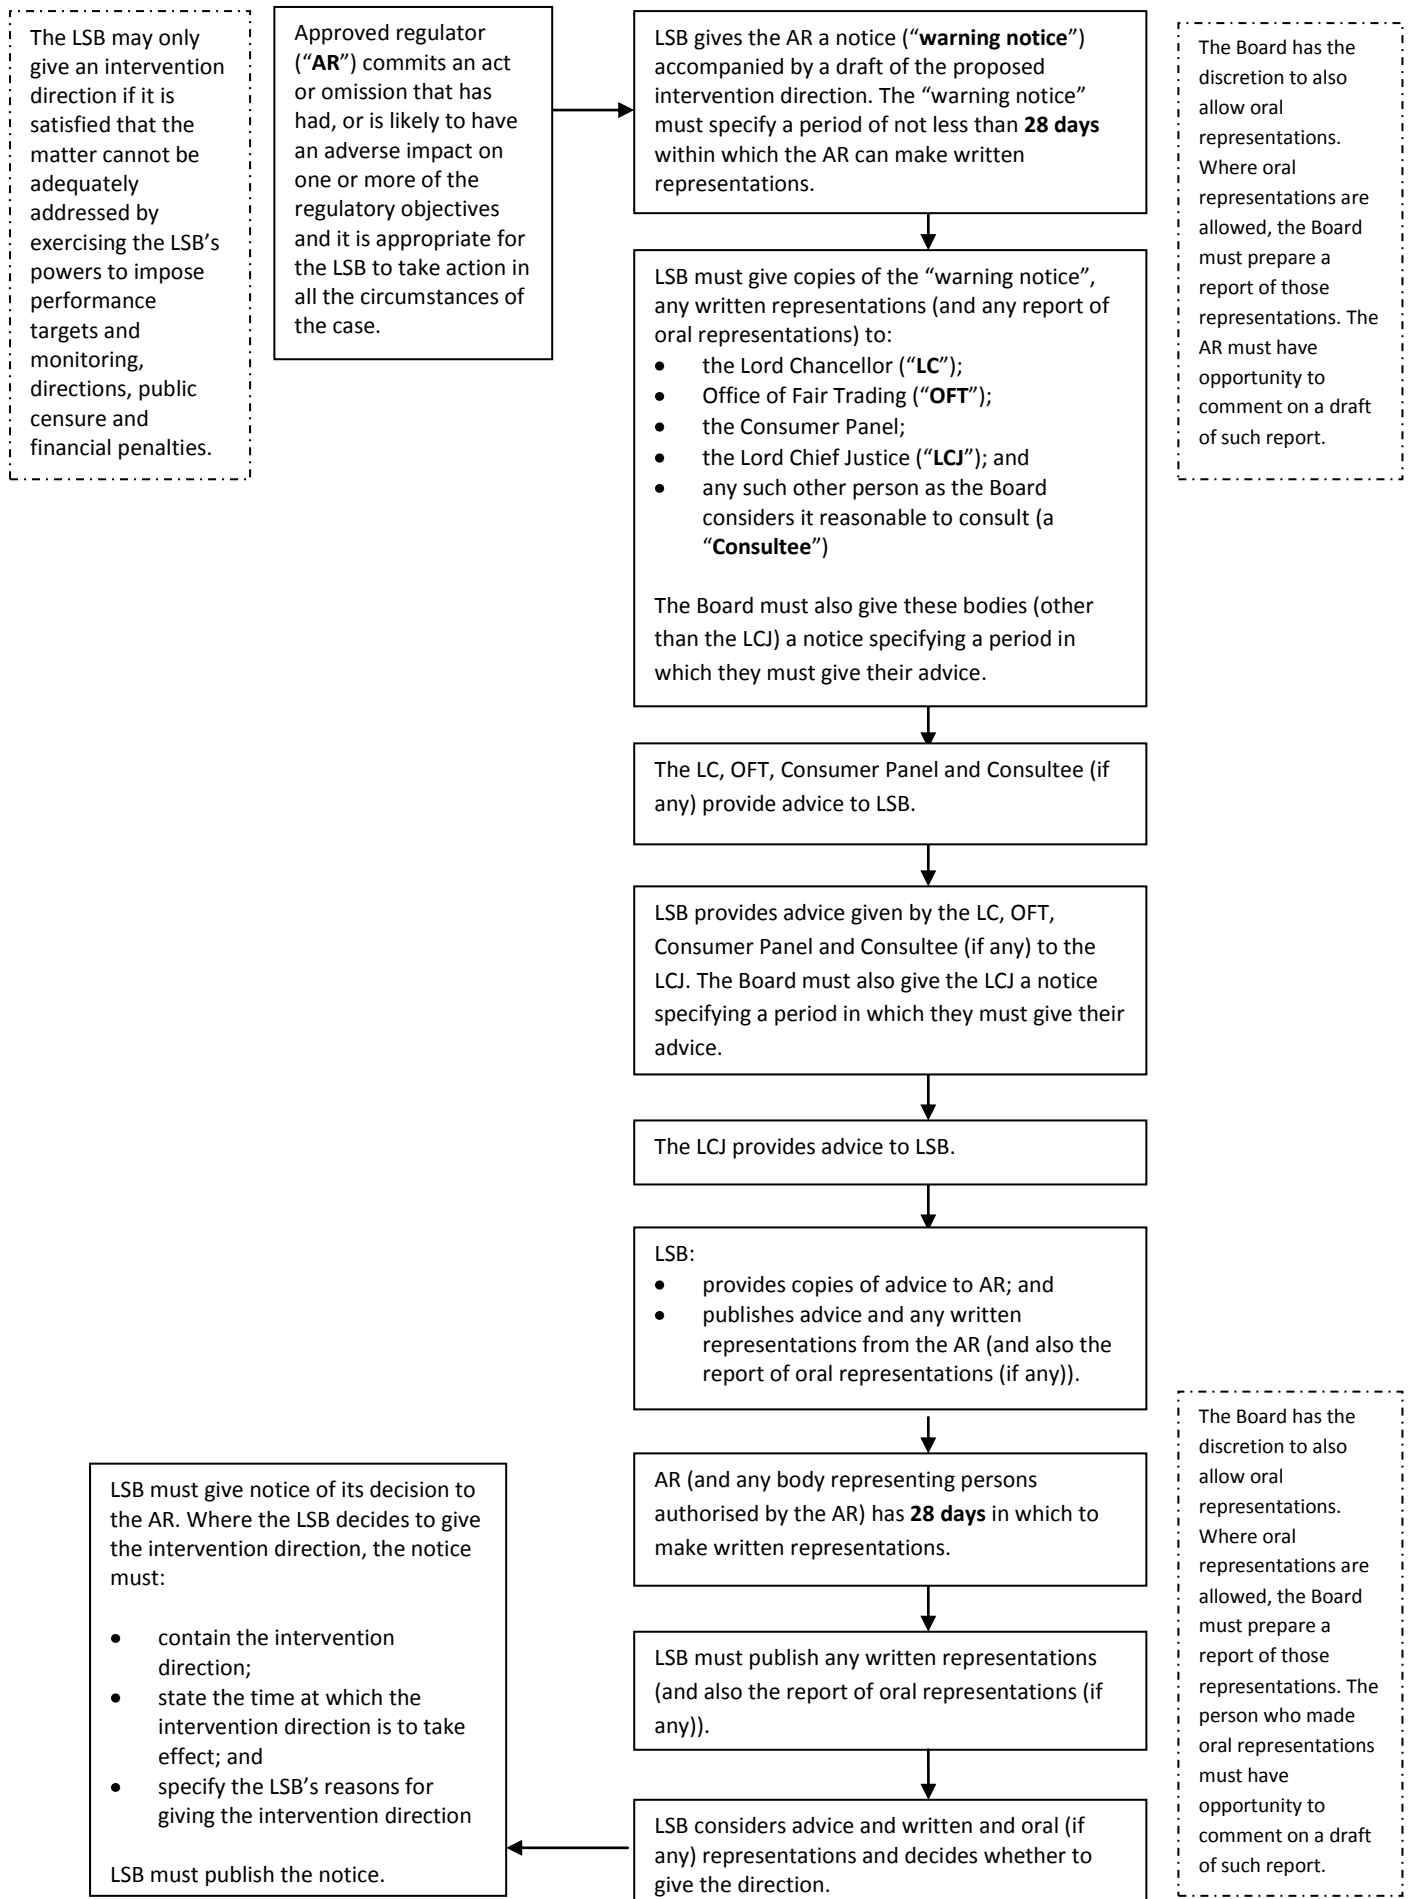 The LSB may only
give an intervention
direction if it is
satisfied that the
matter cannot be
adequately
addressed by
exercising the LSB’s
powers to impose
performance
targets and
monitoring,
directions, public
censure and
financial penalties.
Approved regulator
(“AR”) commits an act
or omission that has
had, or is likely to have
an adverse impact on
one or more of the
regulatory objectives
and it is appropriate for
the LSB to take action in
all the circumstances of
the case.
LSB gives the AR a notice (“warning notice”)
accompanied by a draft of the proposed
intervention direction. The “warning notice”
must specify a period of not less than 28 days
within which the AR can make written
representations.
The Board has the
discretion to also
allow oral
representations.
Where oral
representations are
allowed, the Board
must prepare a
report of those
representations. The
AR must have
opportunity to
comment on a draft
of such report.
LSB must give copies of the “warning notice”,
any written representations (and any report of
oral representations) to:
• the Lord Chancellor (“LC”);
• Office of Fair Trading (“OFT”);
• the Consumer Panel;
• the Lord Chief Justice (“LCJ”); and
• any such other person as the Board
considers it reasonable to consult (a
“Consultee”)
The Board must also give these bodies (other
than the LCJ) a notice specifying a period in
which they must give their advice.
The LC, OFT, Consumer Panel and Consultee (if
any) provide advice to LSB.
LSB provides advice given by the LC, OFT,
Consumer Panel and Consultee (if any) to the
LCJ. The Board must also give the LCJ a notice
specifying a period in which they must give their
advice.
The LCJ provides advice to LSB.
LSB:
• provides copies of advice to AR; and
• publishes advice and any written
representations from the AR (and also the
report of oral representations (if any)).
AR (and any body representing persons
authorised by the AR) has 28 days in which to
make written representations.
The Board has the
discretion to also
allow oral
representations.
Where oral
representations are
allowed, the Board
must prepare a
report of those
representations. The
person who made
oral representations
must have
opportunity to
comment on a draft
of such report.
LSB must publish any written representations
(and also the report of oral representations (if
any)).
LSB considers advice and written and oral (if
any) representations and decides whether to
give the direction.
LSB must give notice of its decision to
the AR. Where the LSB decides to give
the intervention direction, the notice
must:
• contain the intervention
direction;
• state the time at which the
intervention direction is to take
effect; and
• specify the LSB’s reasons for
giving the intervention direction
LSB must publish the notice.